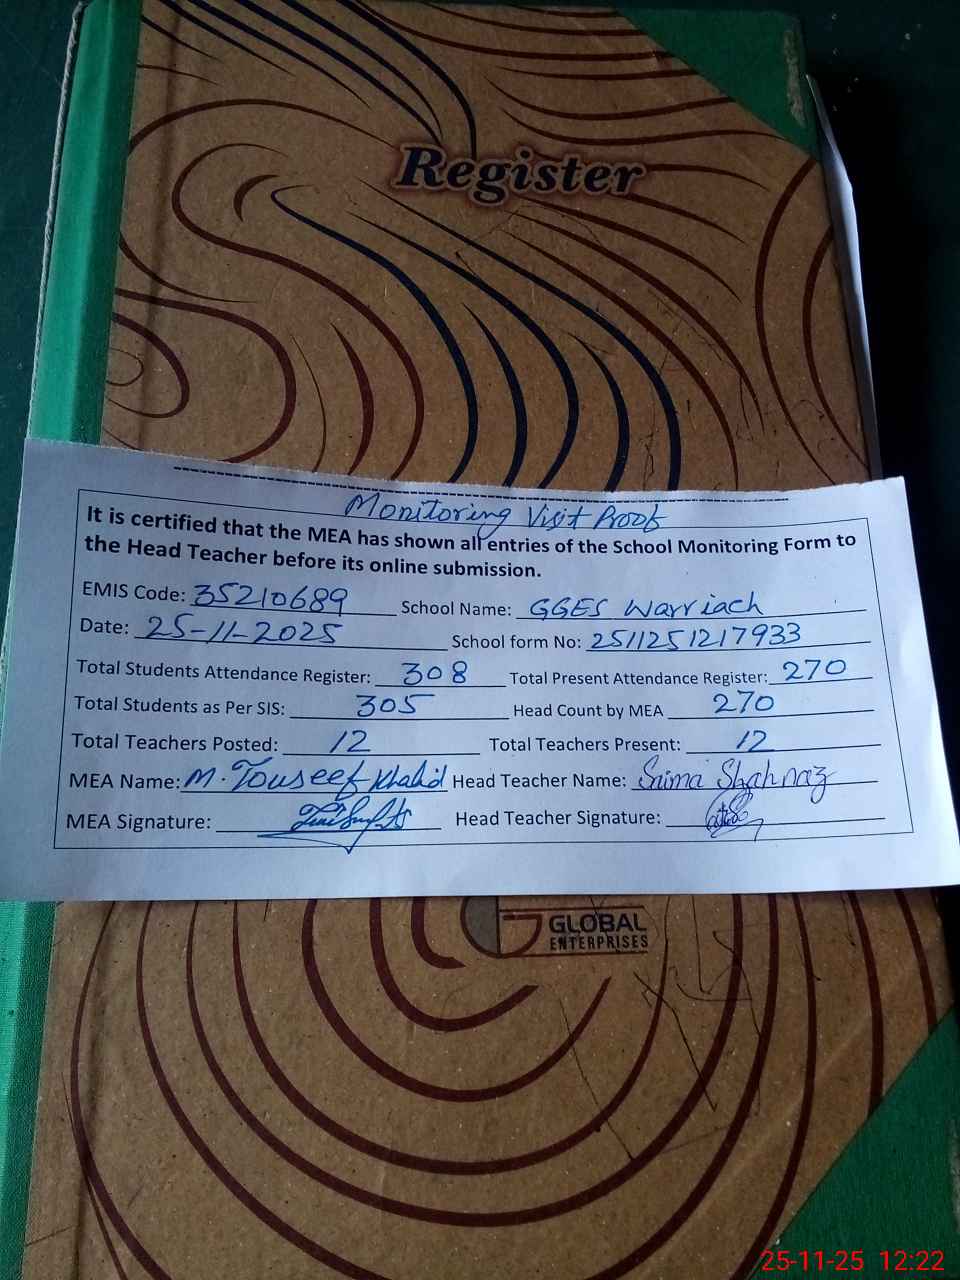 Register
Monitoring Visit Proof
It is certified that the MEA has shown all entries of the School Monitoring Form to
the Head Teacher before its online submission.
EMIS Code: 35210689 School Name: GGES Warriach
Date: 25-11-2025 School form No: 2511251217933
Total Students Attendance Register: 308 Total Present Attendance Register: 270
Total Students as Per SIS: 305 Head Count by MEA 270
Total Teachers Posted: 12 Total Teachers Present: 12
MEA Name: M. Touseef Khalid Head Teacher Name: Saima Shahnaz
MEA Signature: Head Teacher Signature:
GLOBAL
ENTERPRISES
25-11-25 12:22